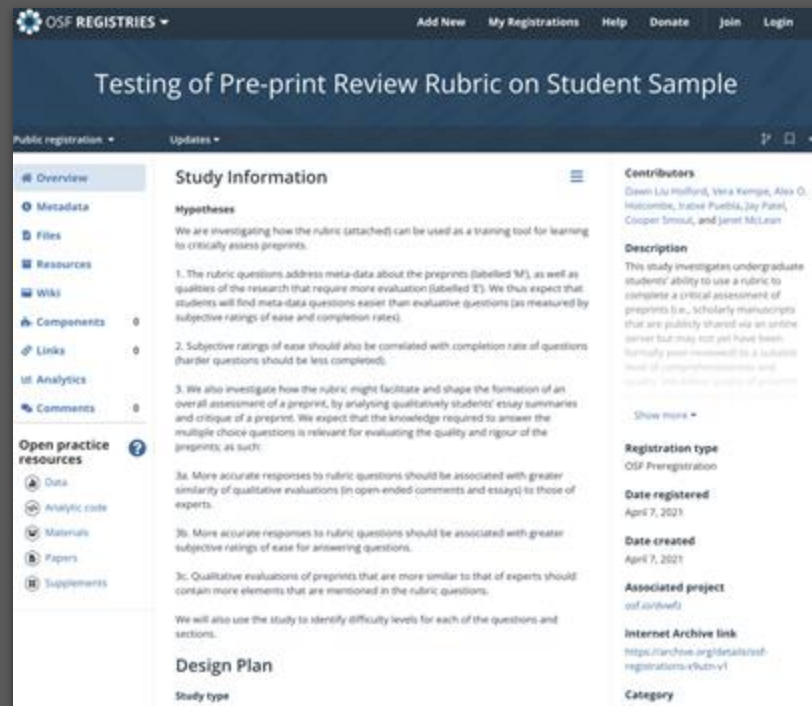 OSF REGISTRIES
Add New My Registrations Help Donate Join Login
Testing of Pre-print Review Rubric on Student Sample
Public registration Updates
Overview
Metadata
Files
Resources
Wiki
Components 0
Links 0
Analytics
Comments 0
Open practice
resources
Data
Analytic code
Materials
Papers
Supplements
Study Information
Hypotheses
We are investigating how the rubric (attached) can be used as a training tool for learning
to critically assess preprints.
1. The rubric questions address meta-data about the preprints (labelled 'M'), as well as
qualities of the research that require more evaluation (labelled 'E'). We thus expect that
students will find meta-data questions easier than evaluative questions (as measured by
subjective ratings of ease and completion rates).
2. Subjective ratings of ease should also be correlated with completion rate of questions
(harder questions should be less completed).
3. We also investigate how the rubric might facilitate and shape the formation of an
overall assessment of a preprint, by analysing qualitatively students' essay summaries
and critique of a preprint. We expect that the knowledge required to answer the
multiple choice questions is relevant for evaluating the quality and rigour of the
preprints; as such:
3a. More accurate responses to rubric questions should be associated with greater
similarity of qualitative evaluations (in open-ended comments and essays) to those of
experts.
3b. More accurate responses to rubric questions should be associated with greater
subjective ratings of ease for answering questions.
3c. Qualitative evaluations of preprints that are more similar to that of experts should
contain more elements that are mentioned in the rubric questions.
We will also use the study to identify difficulty levels for each of the questions and
sections.
Design Plan
Study type
Contributors
Dawn Liu Holford, Vera Kempe, Alex O.
Holcombe, Iratxe Puebla, Jay Patel,
Cooper Smout, and Janet McLean
Description
This study investigates undergraduate
students' ability to use a rubric to
complete a critical assessment of
preprints (i.e., scholarly manuscripts
that are publicly shared via an online
server but may not yet have been
formally peer-reviewed) to a suitable
level of comprehensiveness and
Show more
Registration type
OSF Preregistration
Date registered
April 7, 2021
Date created
April 7, 2021
Associated project
Internet Archive link
https://archive.org/details/osf-
Category